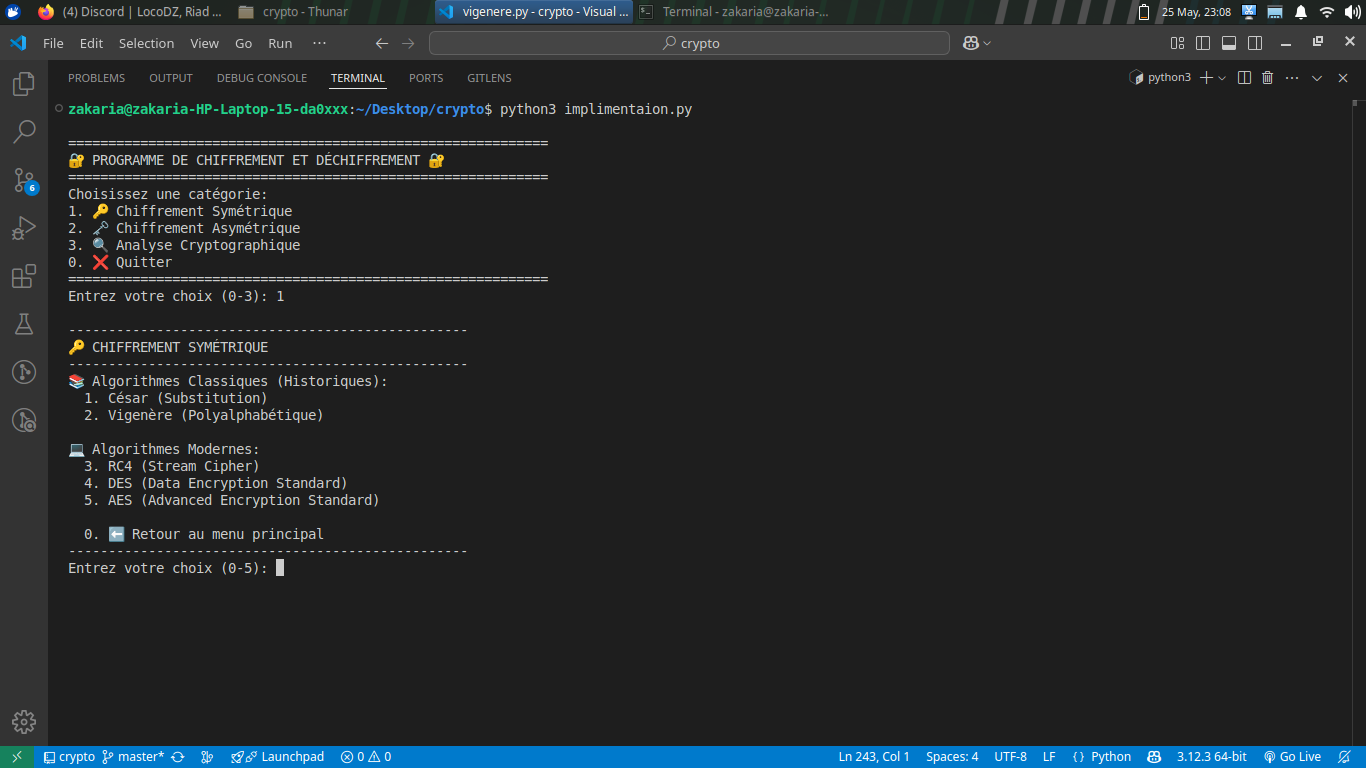 (4) Discord | LocoDZ, Riad ...
crypto - Thunar
vigenere.py - crypto - Visual ...
Terminal - zakaria@zakaria-...
25 May, 23:08
File Edit Selection View Go Run ...
crypto
PROBLEMS OUTPUT DEBUG CONSOLE TERMINAL PORTS GITLENS
python3
zakaria@zakaria-HP-Laptop-15-da0xxx:~/Desktop/crypto$ python3 implimentaion.py
============================================================
🔐 PROGRAMME DE CHIFFREMENT ET DÉCHIFFREMENT 🔐
============================================================
Choisissez une catégorie:
1. 🔑 Chiffrement Symétrique
2. 🗝️ Chiffrement Asymétrique
3. 🔍 Analyse Cryptographique
0. ❌ Quitter
============================================================
Entrez votre choix (0-3): 1
--------------------------------------------------
🔑 CHIFFREMENT SYMÉTRIQUE
--------------------------------------------------
📚 Algorithmes Classiques (Historiques):
1. César (Substitution)
2. Vigenère (Polyalphabétique)
💻 Algorithmes Modernes:
3. RC4 (Stream Cipher)
4. DES (Data Encryption Standard)
5. AES (Advanced Encryption Standard)
0. ⬅️ Retour au menu principal
--------------------------------------------------
Entrez votre choix (0-5):
6
crypto master* Launchpad 0 0 Ln 243, Col 1 Spaces: 4 UTF-8 LF { } Python 3.12.3 64-bit Go Live